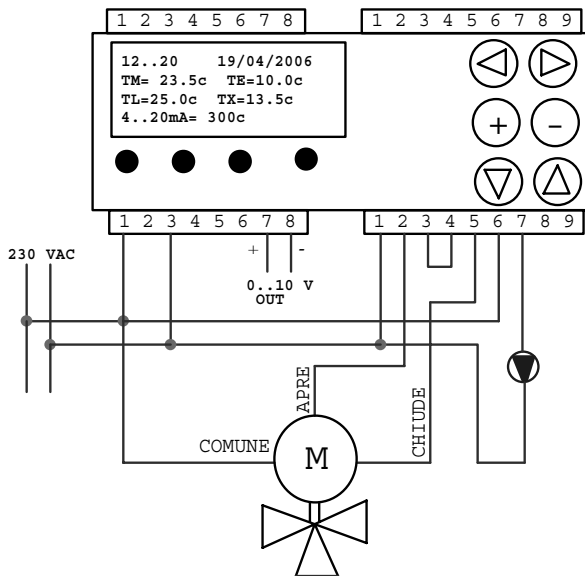 1 2 3 4 5 6 7 8
1 2 3 4 5 6 7 8 9
12..20 19/04/2006
TM= 23.5c TE=10.0c
TL=25.0c TX=13.5c
4..20mA= 300c
+ -
1 2 3 4 5 6 7 8
1 2 3 4 5 6 7 8 9
230 VAC
+ -
0..10 V
OUT
APRE
CHIUDE
COMUNE
M